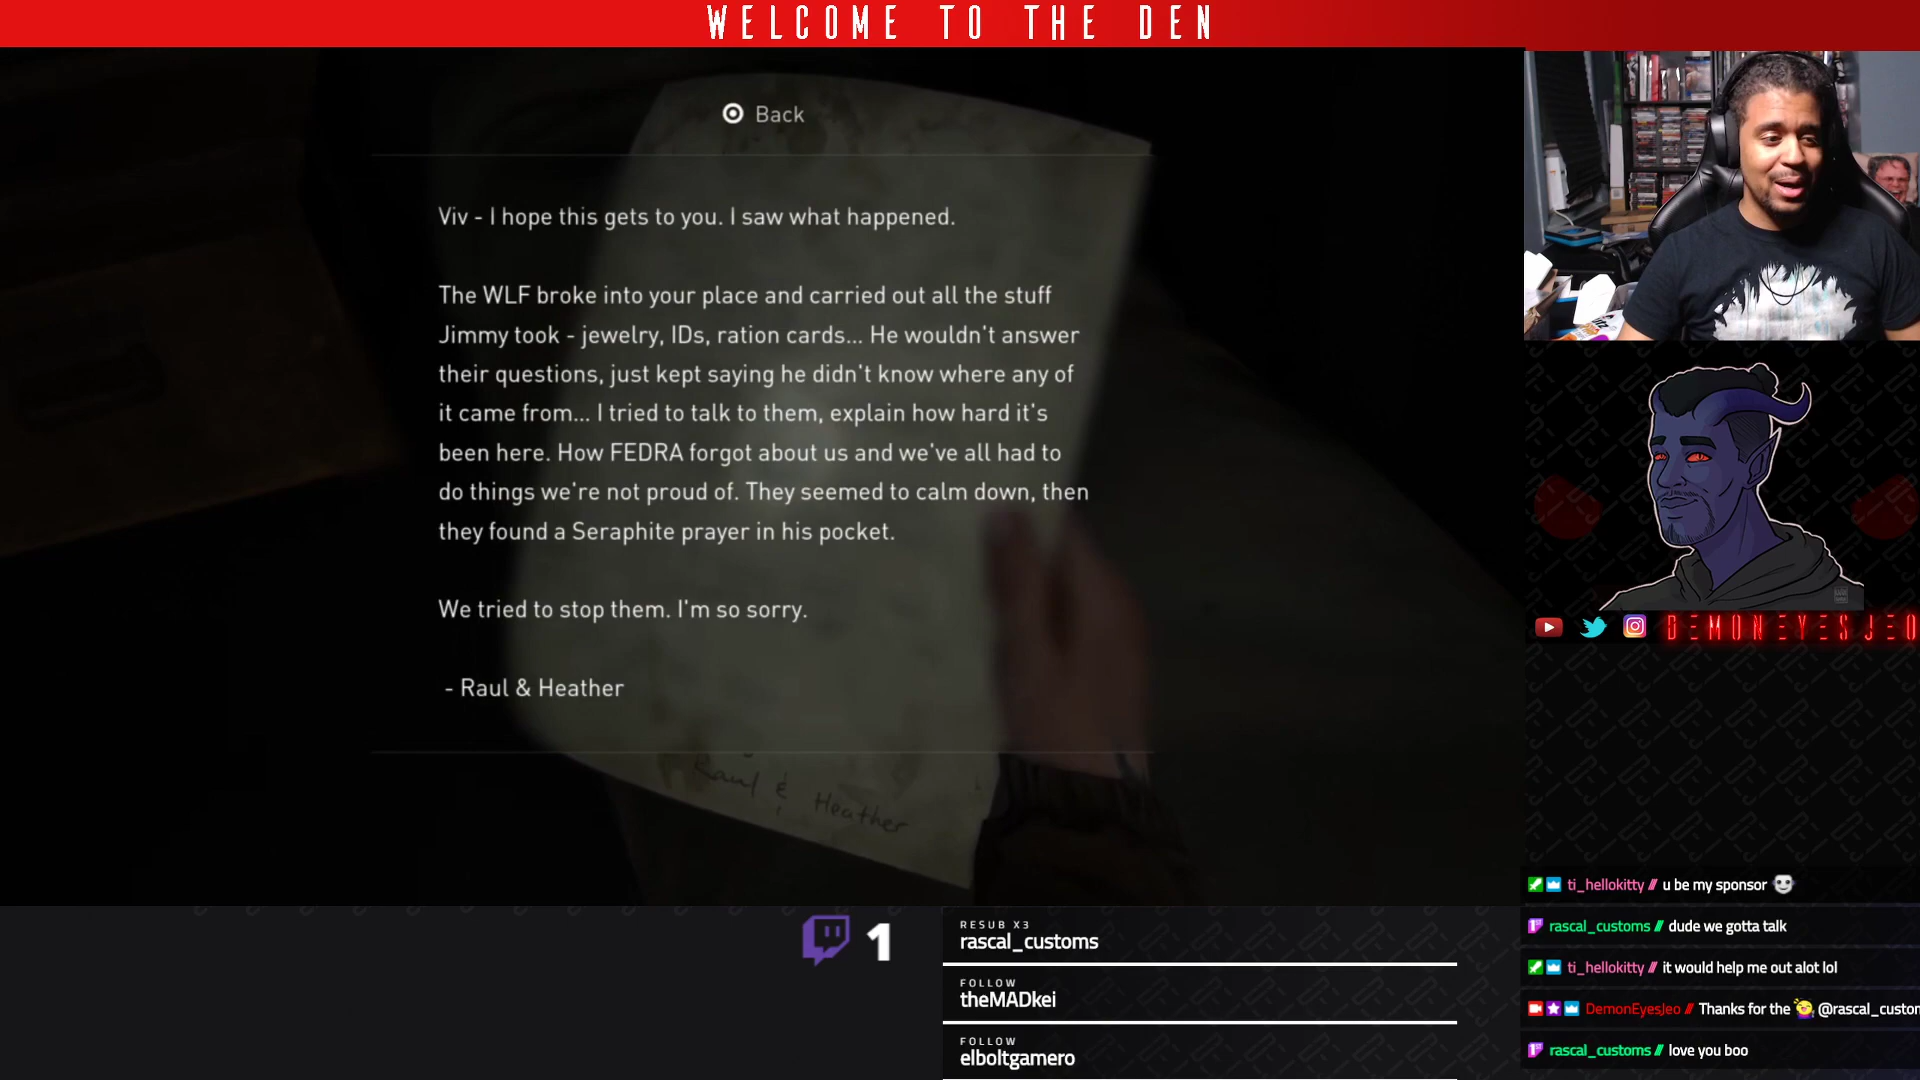 WELCOME TO THE DEN
Back
Viv - I hope this gets to you. I saw what happened.
The WLF broke into your place and carried out all the stuff
Jimmy took - jewelry, IDs, ration cards... He wouldn't answer
their questions, just kept saying he didn't know where any of
it came from... I tried to talk to them, explain how hard it's
been here. How FEDRA forgot about us and we've all had to
do things we're not proud of. They seemed to calm down, then
they found a Seraphite prayer in his pocket.
We tried to stop them. I'm so sorry.
- Raul & Heather
Raul & Heather
DEMONEYESJEO
1
RESUB X3
rascal_customs
FOLLOW
theMADkei
FOLLOW
elboltgamero
ti_hellokitty // u be my sponsor
rascal_customs // dude we gotta talk
ti_hellokitty // it would help me out alot lol
DemonEyesJeo // Thanks for the @rascal_custom
rascal_customs // love you boo